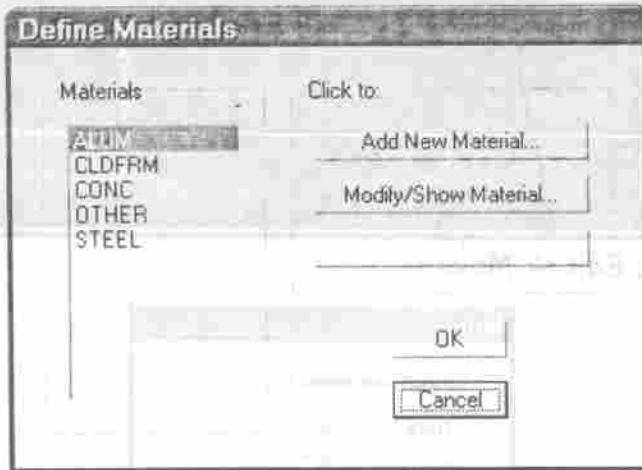 Define Materials
Materials
Click to:
ALUM
CLDFRM
CONC
OTHER
STEEL
Add New Material...
Modify/Show Material...
OK
Cancel